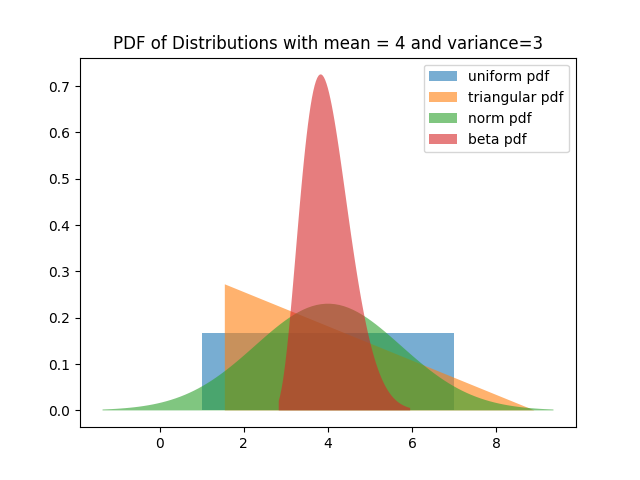 PDF of Distributions with mean = 4 and variance=3
uniform pdf
triangular pdf
norm pdf
beta pdf
0.7
0.6
0.5
0.4
0.3
0.2
0.1
0.0
0 2 4 6 8